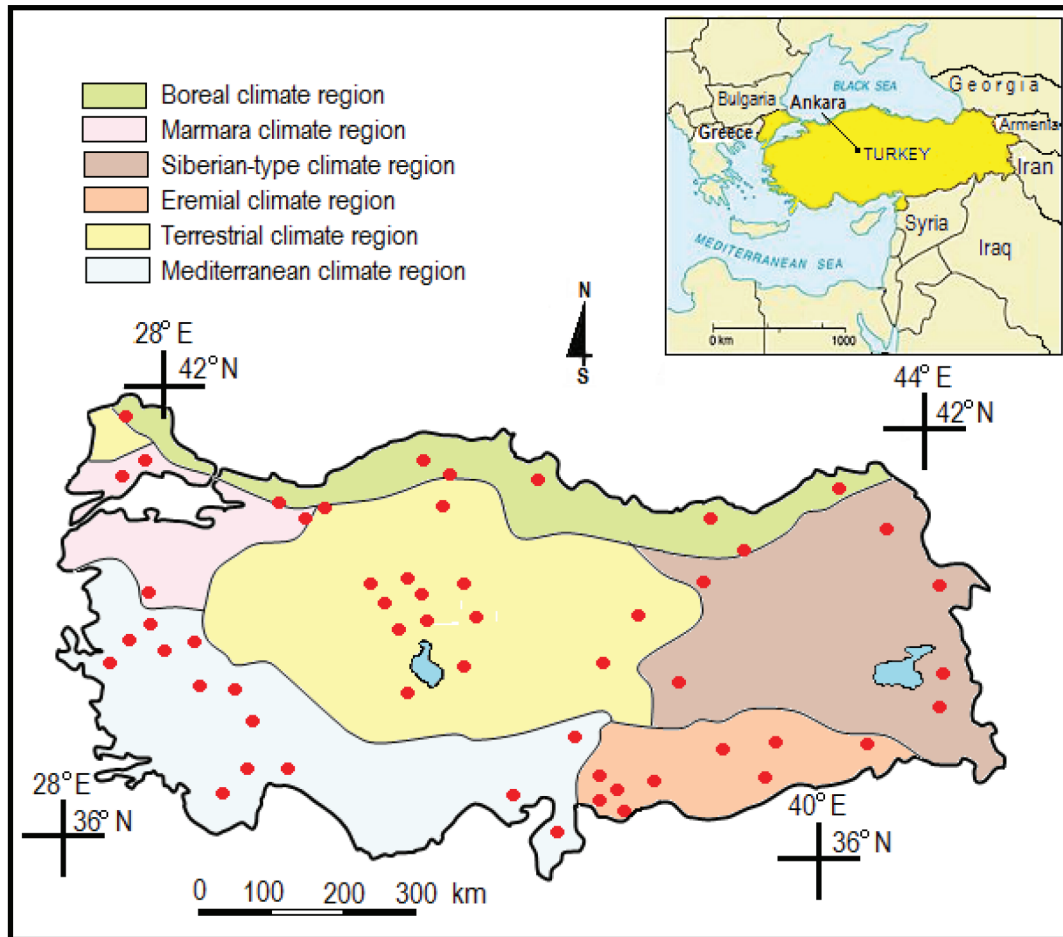 Boreal climate region
Marmara climate region
Siberian-type climate region
Eremial climate region
Terrestrial climate region
Mediterranean climate region
BLACK SEA
Georgia
Bulgaria
Ankara
Armenia
Greece
TURKEY
Iran
Syria
Iraq
MEDITERRANEAN SEA
0 km
1000
N
S
28° E
42° N
44° E
42° N
28° E
36° N
40° E
36° N
0 100 200 300 km